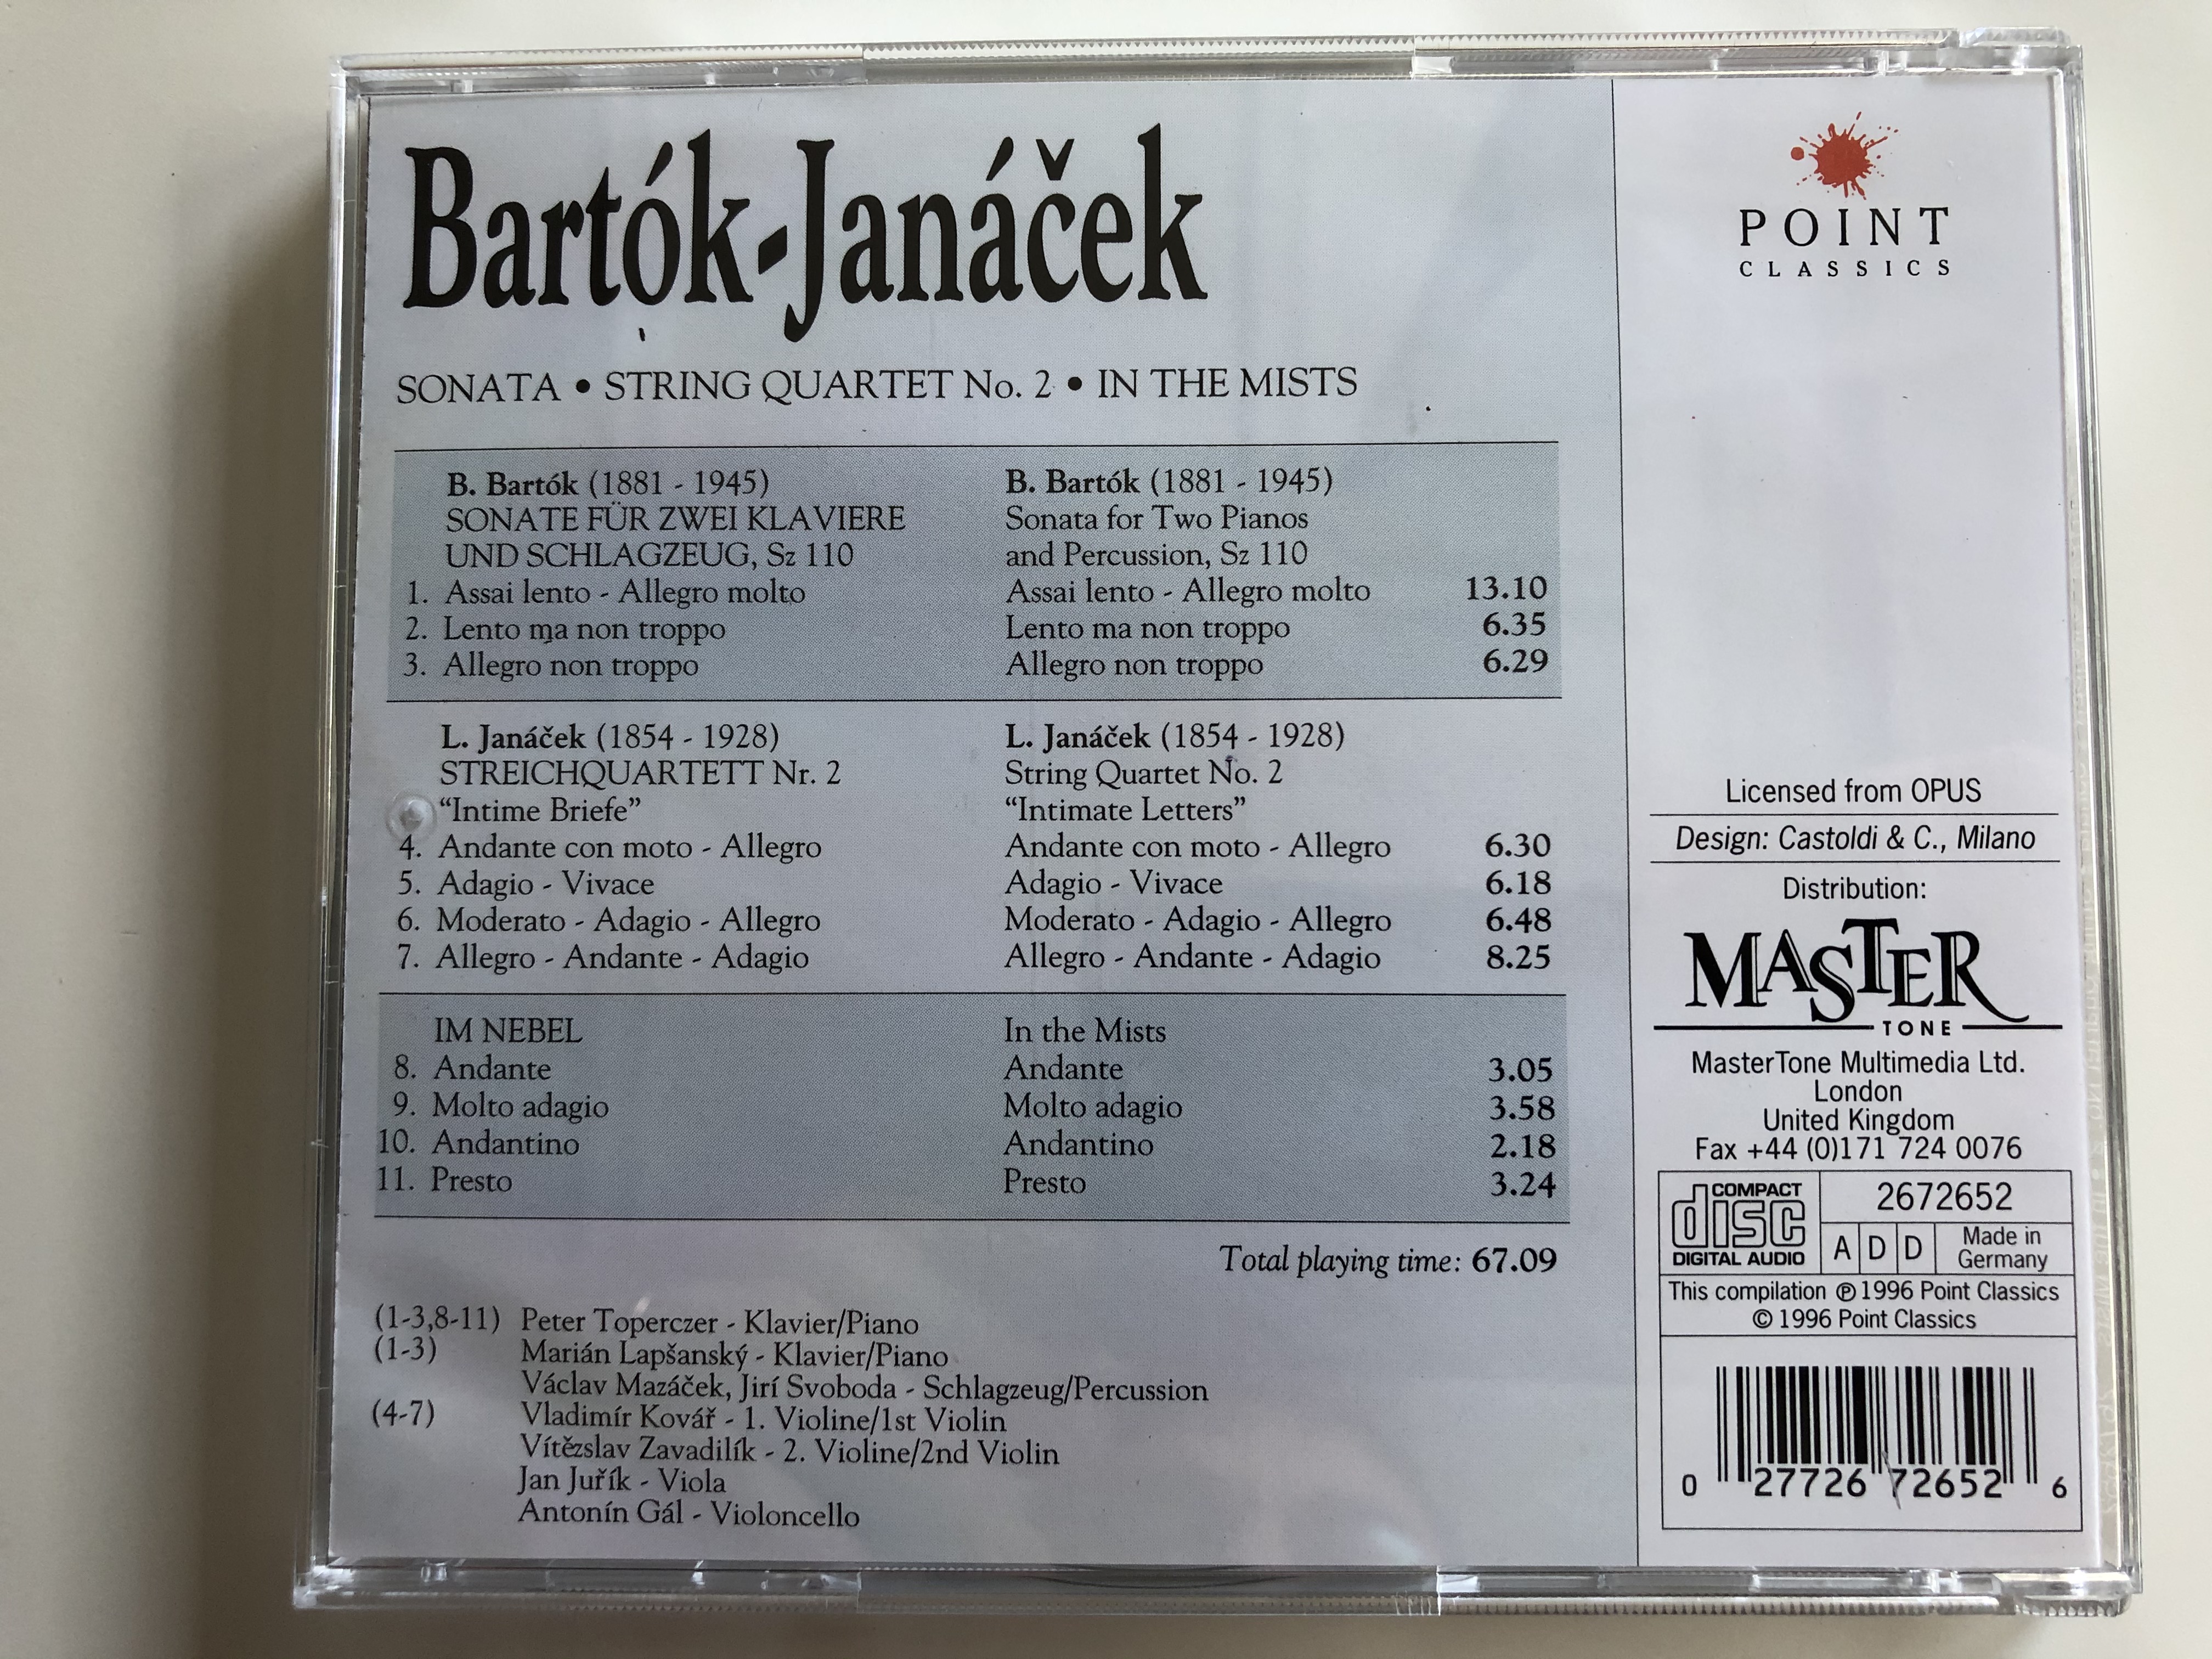 Bartók-Janáček
SONATA • STRING QUARTET No. 2 • IN THE MISTS
B. Bartók (1881 - 1945)
SONATE FÜR ZWEI KLAVIERE
UND SCHLAGZEUG, Sz 110
1. Assai lento - Allegro molto
2. Lento ma non troppo
3. Allegro non troppo
B. Bartók (1881 - 1945)
Sonata for Two Pianos
and Percussion, Sz 110
Assai lento - Allegro molto 13.10
Lento ma non troppo 6.35
Allegro non troppo 6.29
L. Janáček (1854 - 1928)
STREICHQUARTETT Nr. 2
“Intime Briefe”
4. Andante con moto - Allegro
5. Adagio - Vivace
6. Moderato - Adagio - Allegro
7. Allegro - Andante - Adagio
L. Janáček (1854 - 1928)
String Quartet No. 2
“Intimate Letters”
Andante con moto - Allegro 6.30
Adagio - Vivace 6.18
Moderato - Adagio - Allegro 6.48
Allegro - Andante - Adagio 8.25
IM NEBEL
8. Andante
9. Molto adagio
10. Andantino
11. Presto
In the Mists
Andante 3.05
Molto adagio 3.58
Andantino 2.18
Presto 3.24
Total playing time: 67.09
(1-3,8-11) Peter Toperczer - Klavier/Piano
(1-3) Marián Lapšanský - Klavier/Piano
Václav Mazáček, Jirí Svoboda - Schlagzeug/Percussion
(4-7) Vladimír Kovář - 1. Violine/1st Violin
Vítězslav Zavadilík - 2. Violine/2nd Violin
Jan Juřík - Viola
Antonín Gál - Violoncello
POINT
CLASSICS
Licensed from OPUS
Design: Castoldi & C., Milano
Distribution:
MASTER
TONE
MasterTone Multimedia Ltd.
London
United Kingdom
Fax +44 (0)171 724 0076
COMPACT
disc
DIGITAL AUDIO
2672652
A D D
Made in
Germany
This compilation ℗ 1996 Point Classics
© 1996 Point Classics
0 27726 72652 6